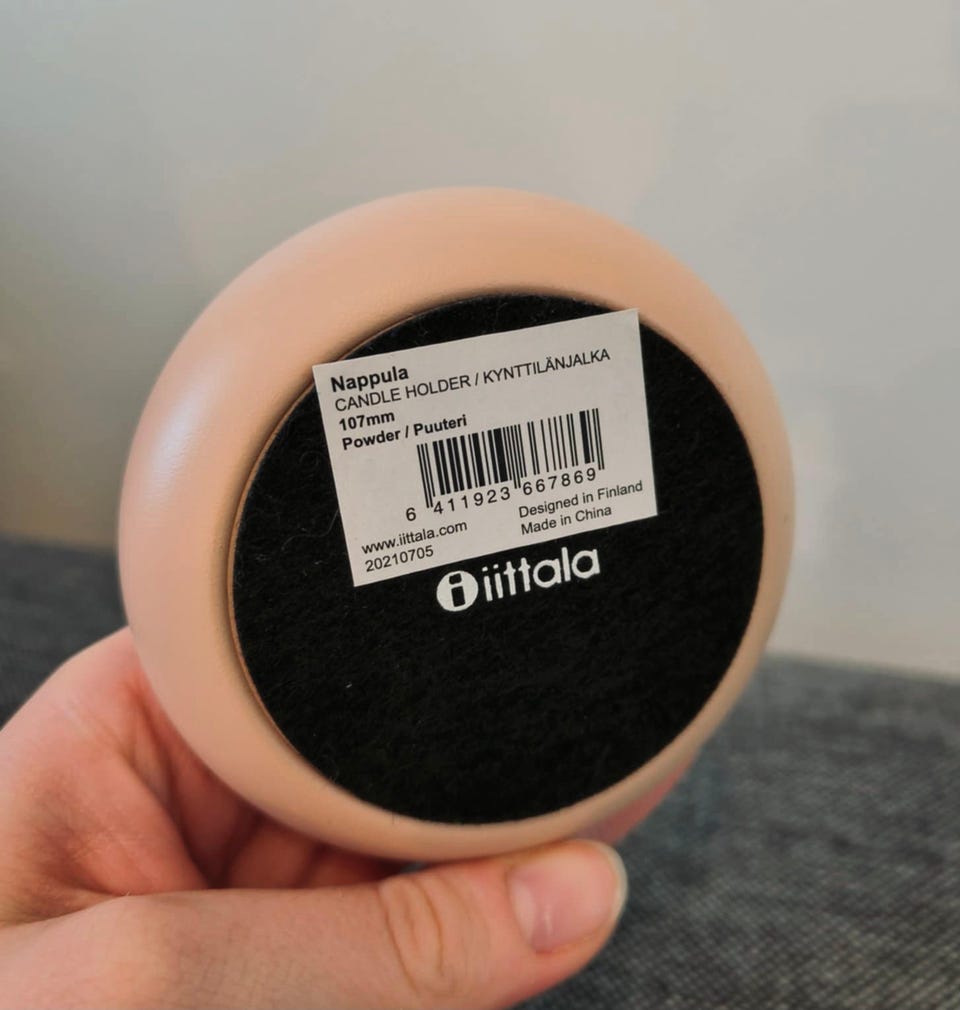 Nappula
CANDLE HOLDER / KYNTTILÄNJALKA
107mm
Powder / Puuteri
6 411923 667869
www.iittala.com
20210705
Designed in Finland
Made in China
i iittala